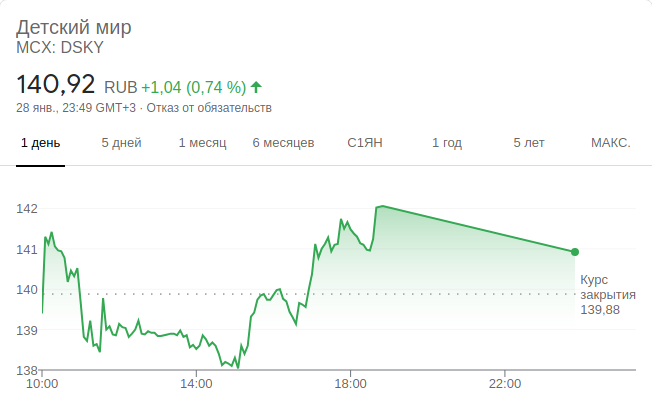 Детский мир
MCX: DSKY
140,92 RUB +1,04 (0,74 %)
28 янв., 23:49 GMT+3 · Отказ от обязательств
1 день 5 дней 1 месяц 6 месяцев С1ЯН 1 год 5 лет МАКС.
142
141
140
139
138
Курс
закрытия
139,88
10:00 14:00 18:00 22:00